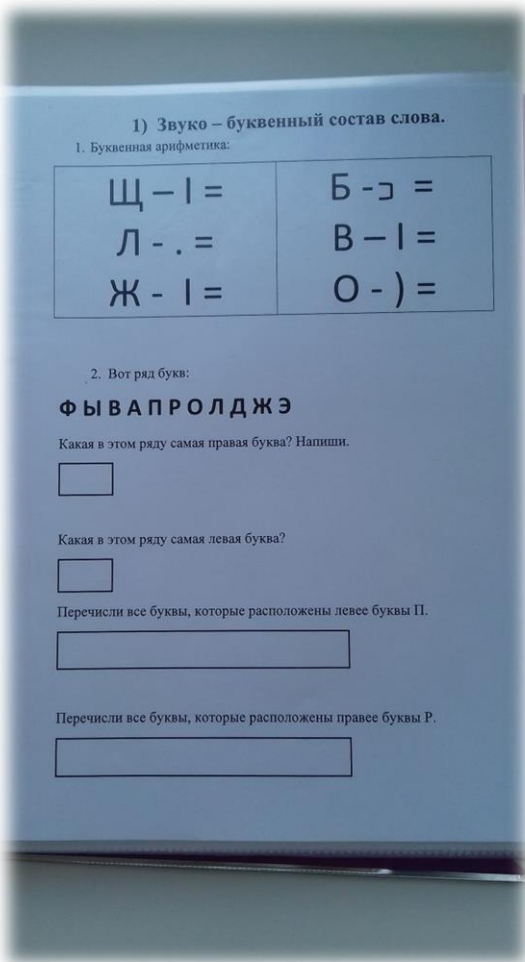 1) Звуко – буквенный состав слова.
1. Буквенная арифметика:
Щ – I =
Б - כ =
Л - . =
В – I =
Ж - I =
О - ) =
2. Вот ряд букв:
Ф Ы В А П Р О Л Д Ж Э
Какая в этом ряду самая правая буква? Напиши.
Какая в этом ряду самая левая буква?
Перечисли все буквы, которые расположены левее буквы П.
Перечисли все буквы, которые расположены правее буквы Р.